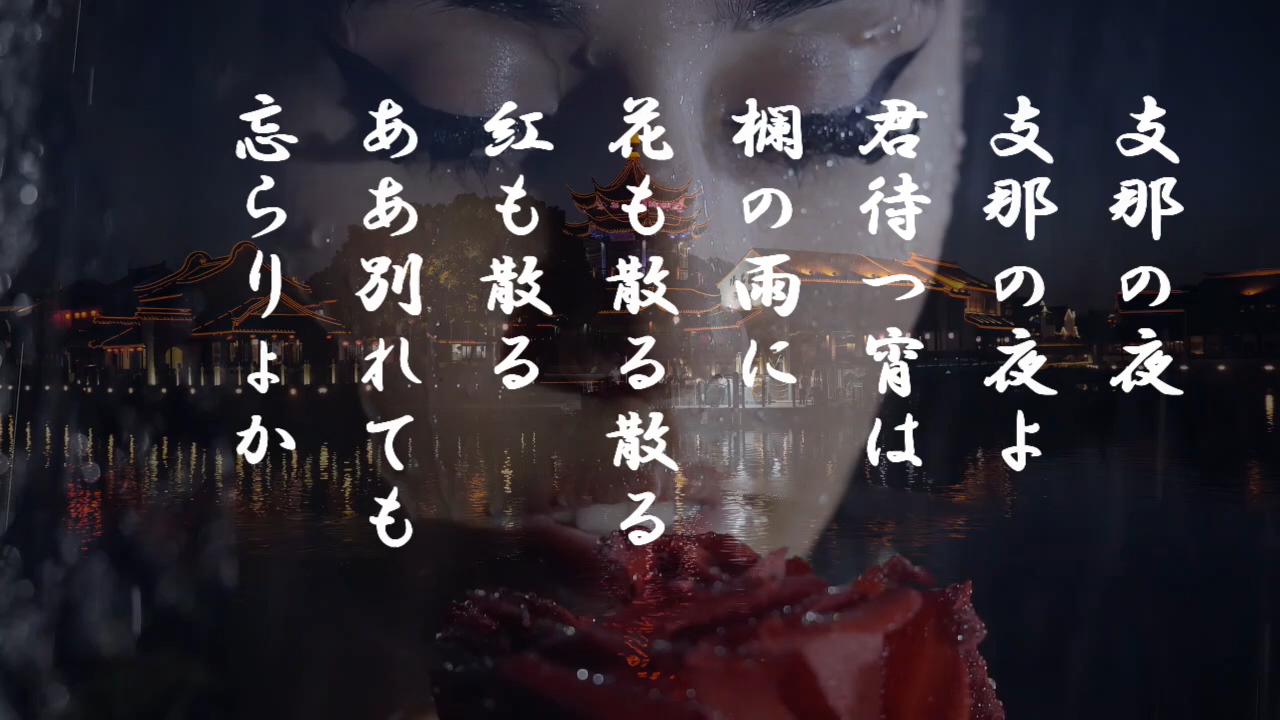 支那の夜
支那の夜よ
君待つ宵は
欄の雨に
花も散る散る
紅も散る
ああ別れても
忘らりょか